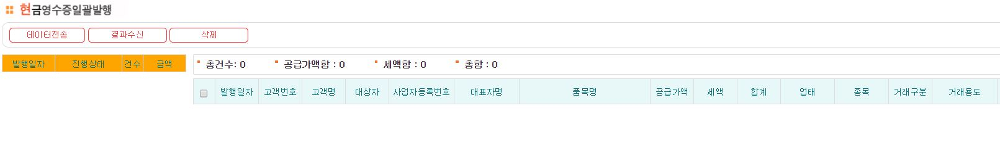 현금영수증일괄발행
데이터전송 결과수신 삭제
발행일자 진행상태 건수 금액
총건수: 0 공급가액합 : 0 세액합 : 0 총합 : 0
발행일자 고객번호 고객명 대상자 사업자등록번호 대표자명 품목명 공급가액 세액 합계 업태 종목 거래구분 거래용도